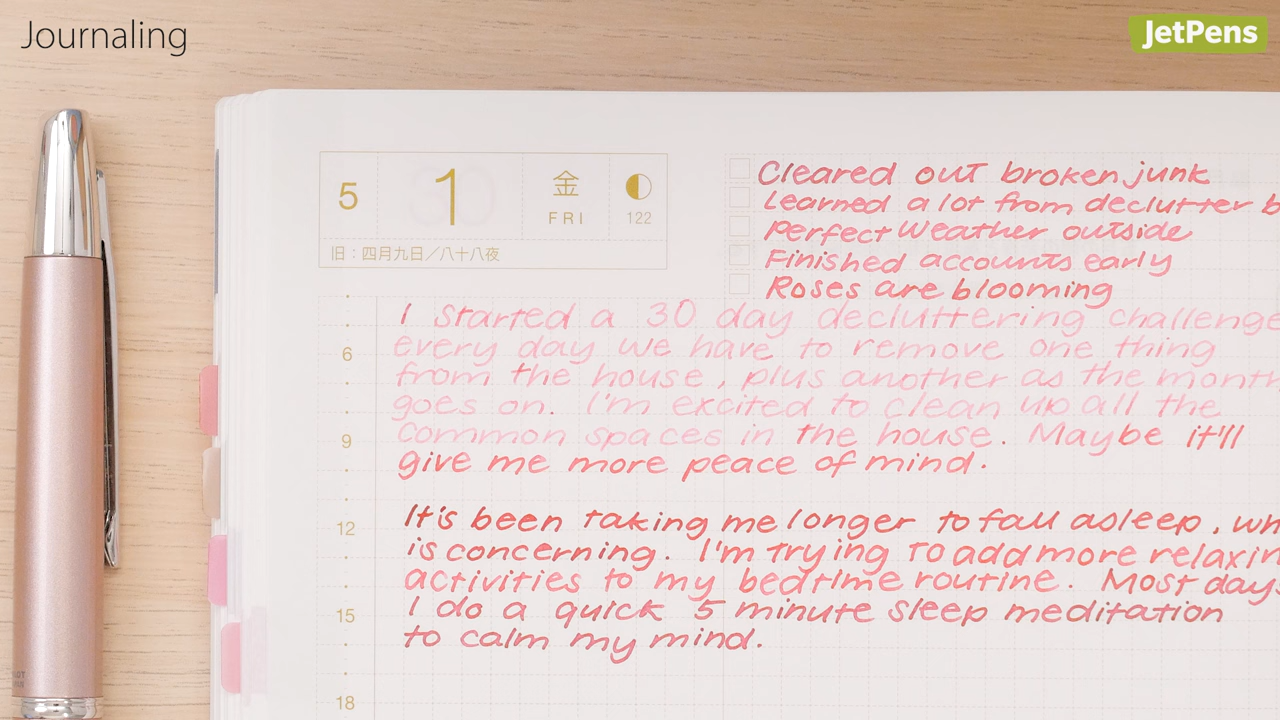 Journaling
JetPens
5
1
金
FRI
122
旧：四月九日／八十八夜
Cleared out broken junk
Learned a lot from declutter b
Perfect Weather outside
Finished accounts early
Roses are blooming
I started a 30 day decluttering challenge
6 every day we have to remove one thing
from the house, plus another as the month
goes on. I'm excited to clean up all the
9 common spaces in the house. Maybe it'll
give me more peace of mind.
12 It's been taking me longer to fall asleep, wh
is concerning. I'm trying to add more relaxin
activities to my bedtime routine. Most days
15 I do a quick 5 minute sleep meditation
to calm my mind.
18